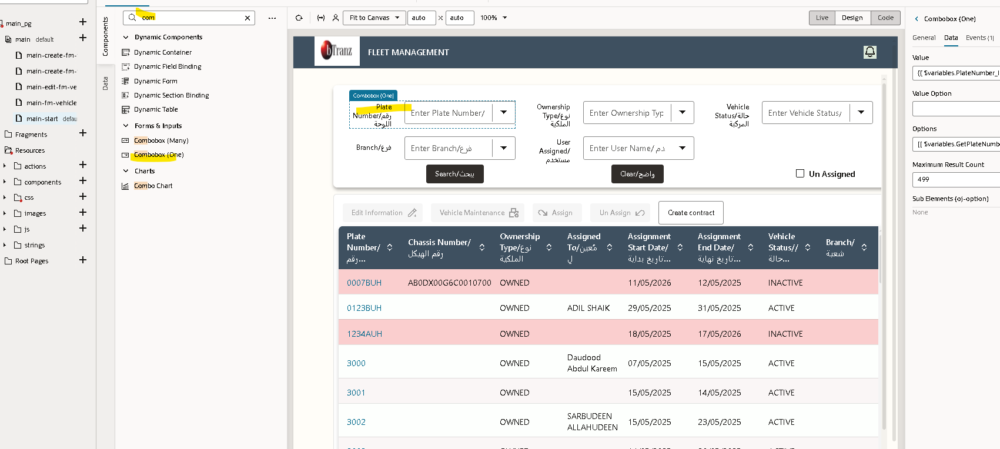 main_pg
main default
main-create-fm-
main-create-fm-
main-edit-fm-ve
main-fm-vehicle
main-start defau
Fragments
Resources
actions
components
css
images
js
strings
Root Pages
Components
Data
com
Dynamic Components
Dynamic Container
Dynamic Field Binding
Dynamic Form
Dynamic Section Binding
Dynamic Table
Forms & Inputs
Combobox (Many)
Combobox (One)
Charts
Combo Chart
Fit to Canvas
auto
x
auto
100%
Live
Design
Code
bTranz
FLEET MANAGEMENT
Combobox (One)
Plate
Number/رقم
اللوحة
Enter Plate Number/
Ownership
Type/نوع
الملكية
Enter Ownership Typ
Vehicle
Status/حالة
المركبة
Enter Vehicle Status/
Branch/فرع
Enter Branch/فرع
User
Assigned/
مستخدم
Enter User Name/دم
Search/يبحث
Clear/واضح
Un Assigned
Edit Information
Vehicle Maintenance
Assign
Un Assign
Create contract
Plate
Number/
رقم...
Chassis Number/
رقم الهيكل
Ownership
Type/نوع
الملكية
Assigned
To/مُعين
ل
Assignment
Start Date/
تاريخ بداية...
Assignment
End Date/
تاريخ نهاية...
Vehicle
Status//
حالة...
Branch/
شعبة
0007BUH AB0DX00G6C0010700 OWNED 11/05/2026 12/05/2025 INACTIVE
0123BUH OWNED ADIL SHAIK 29/05/2025 31/05/2025 ACTIVE
1234AUH OWNED 18/05/2025 17/05/2026 INACTIVE
3000 OWNED Daudood Abdul Kareem 07/05/2025 15/05/2025 ACTIVE
3001 OWNED 15/05/2025 14/05/2025 ACTIVE
3002 OWNED SARBUDEEN ALLAHUDEEN 15/05/2025 23/05/2025 ACTIVE
Combobox (One)
General
Data
Events (1)
Value
{{ $variables.PlateNumber_I
Value Option
Options
[[ $variables.GetPlateNumb
Maximum Result Count
499
Sub Elements (oj-option)
None